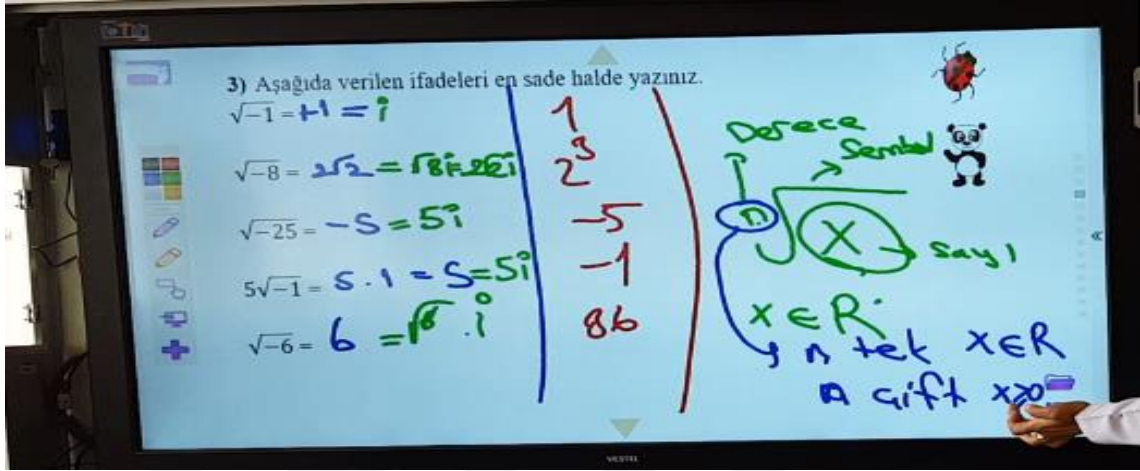 3) Aşağıda verilen ifadeleri en sade halde yazınız.
√-1 = +1 = i
√-8 = 2√2 = √8i = 2√2i
√-25 = -5 = 5i
5√-1 = 5.1 = 5 = 5i
√-6 = 6 = √6 .i
1
2³
-5
-1
86
Derece
Sembol
n
X
Sayı
X ∈ R
n tek X ∈ R
n çift x≥0
VESTEL